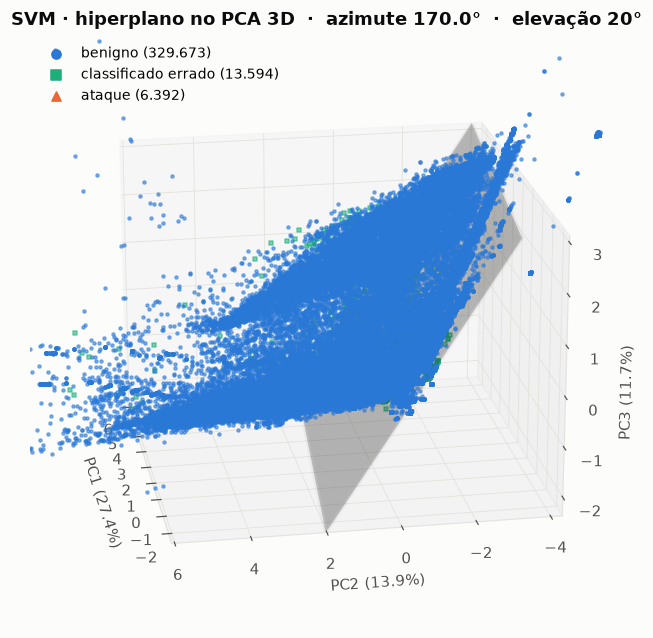 SVM · hiperplano no PCA 3D · azimute 170.0° · elevação 20°
benigno (329.673)
classificado errado (13.594)
ataque (6.392)
3
2
1
0
−1
−2
PC3 (11.7%)
5
4
3
2
1
0
−1
−2
PC1 (27.4%)
6
4
2
0
−2
−4
PC2 (13.9%)